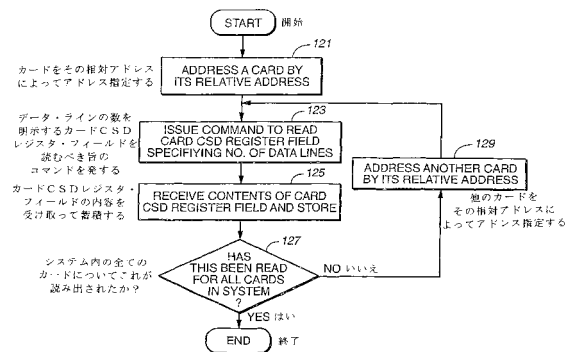 START
開始
121
カードをその相対アドレス
によってアドレス指定する
ADDRESS A CARD BY
ITS RELATIVE ADDRESS
データ・ラインの数を
明示するカードCSD
レジスタ・フィールドを
読むべき旨の
コマンドを発する
123
ISSUE COMMAND TO READ
CARD CSD REGISTER FIELD
SPECIFIYING NO. OF DATA LINES
129
ADDRESS ANOTHER CARD
BY ITS RELATIVE ADDRESS
他のカードを
その相対アドレスに
よってアドレス指定する
カードCSDレジスタ・
フィールドの内容を
受け取って蓄積する
125
RECEIVE CONTENTS OF CARD
CSD REGISTER FIELD AND STORE
システム内の全ての
カードについてこれが
読み出されたか?
127
HAS
THIS BEEN READ
FOR ALL CARDS
IN SYSTEM
?
NO いいえ
YES はい
END
終了